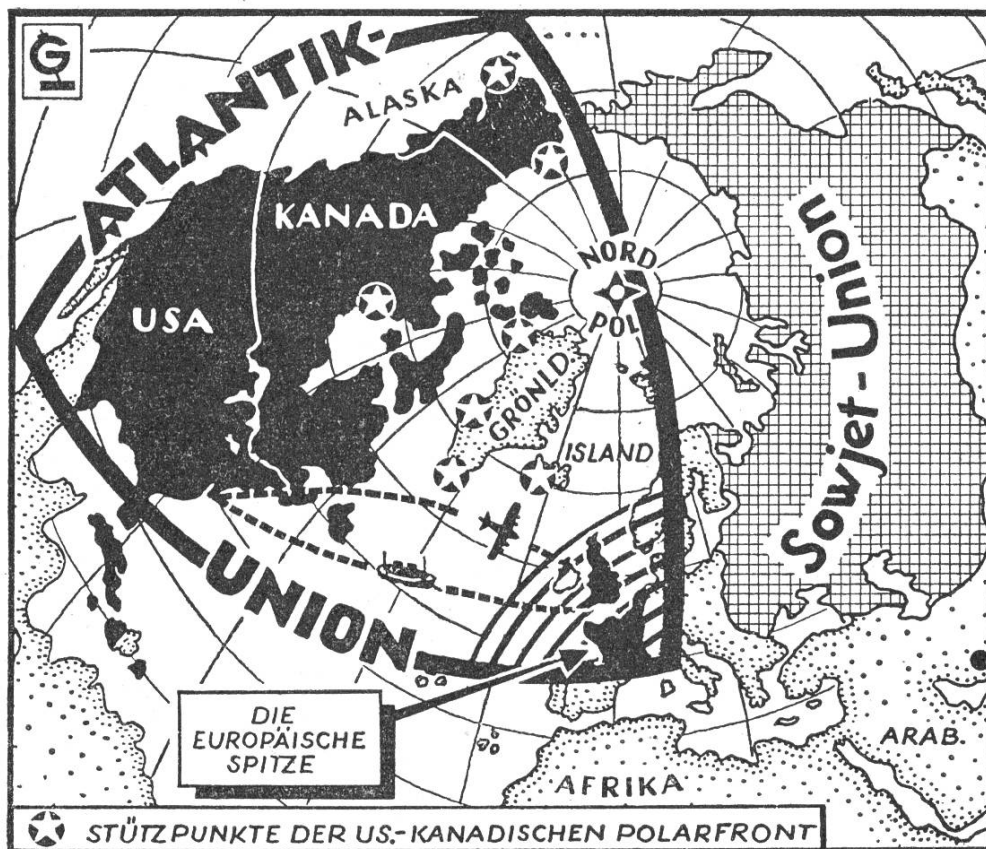 G
ATLANTIK-
ALASKA
KANADA
USA
NORD
POL
GRÖNLD.
ISLAND
Sowjet-Union
UNION
DIE
EUROPÄISCHE
SPITZE
AFRIKA
ARAB.
STÜTZPUNKTE DER US.-KANADISCHEN POLARFRONT